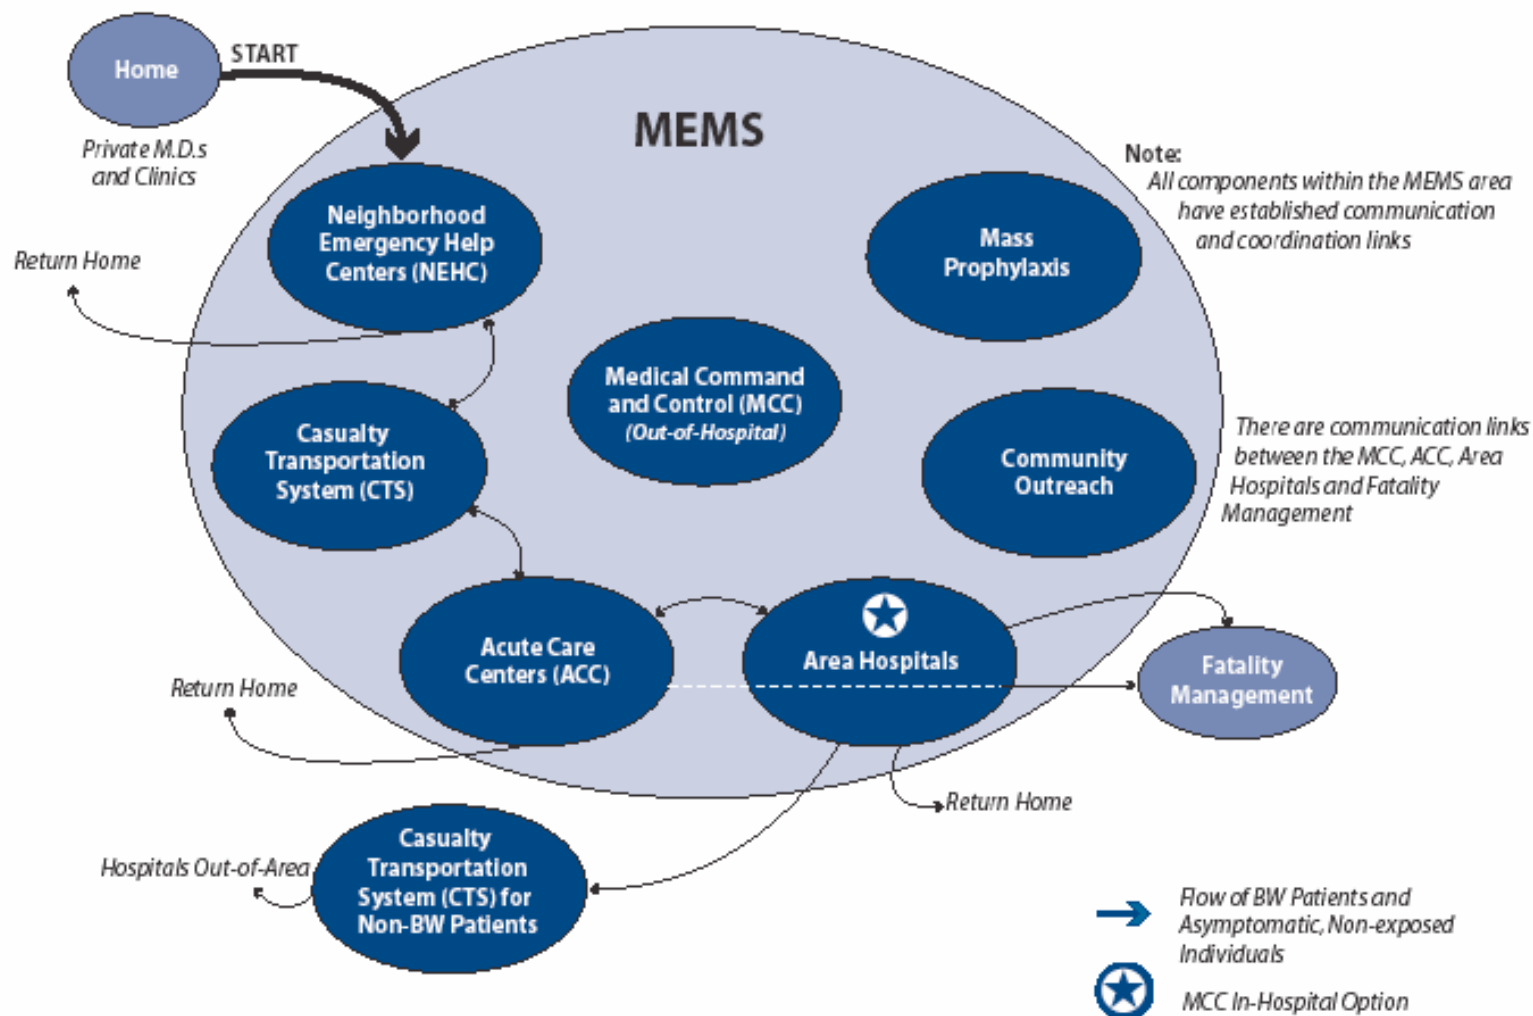 Home
START
Private M.D.s
and Clinics
MEMS
Neighborhood
Emergency Help
Centers (NEHC)
Return Home
Mass
Prophylaxis
Note:
All components within the MEMS area
have established communication
and coordination links
Medical Command
and Control (MCC)
(Out-of-Hospital)
Casualty
Transportation
System (CTS)
Community
Outreach
There are communication links
between the MCC, ACC, Area
Hospitals and Fatality
Management
Acute Care
Centers (ACC)
Area Hospitals
Fatality
Management
Return Home
Return Home
Casualty
Transportation
System (CTS) for
Non-BW Patients
Hospitals Out-of-Area
Flow of BW Patients and
Asymptomatic, Non-exposed
Individuals
MCC In-Hospital Option